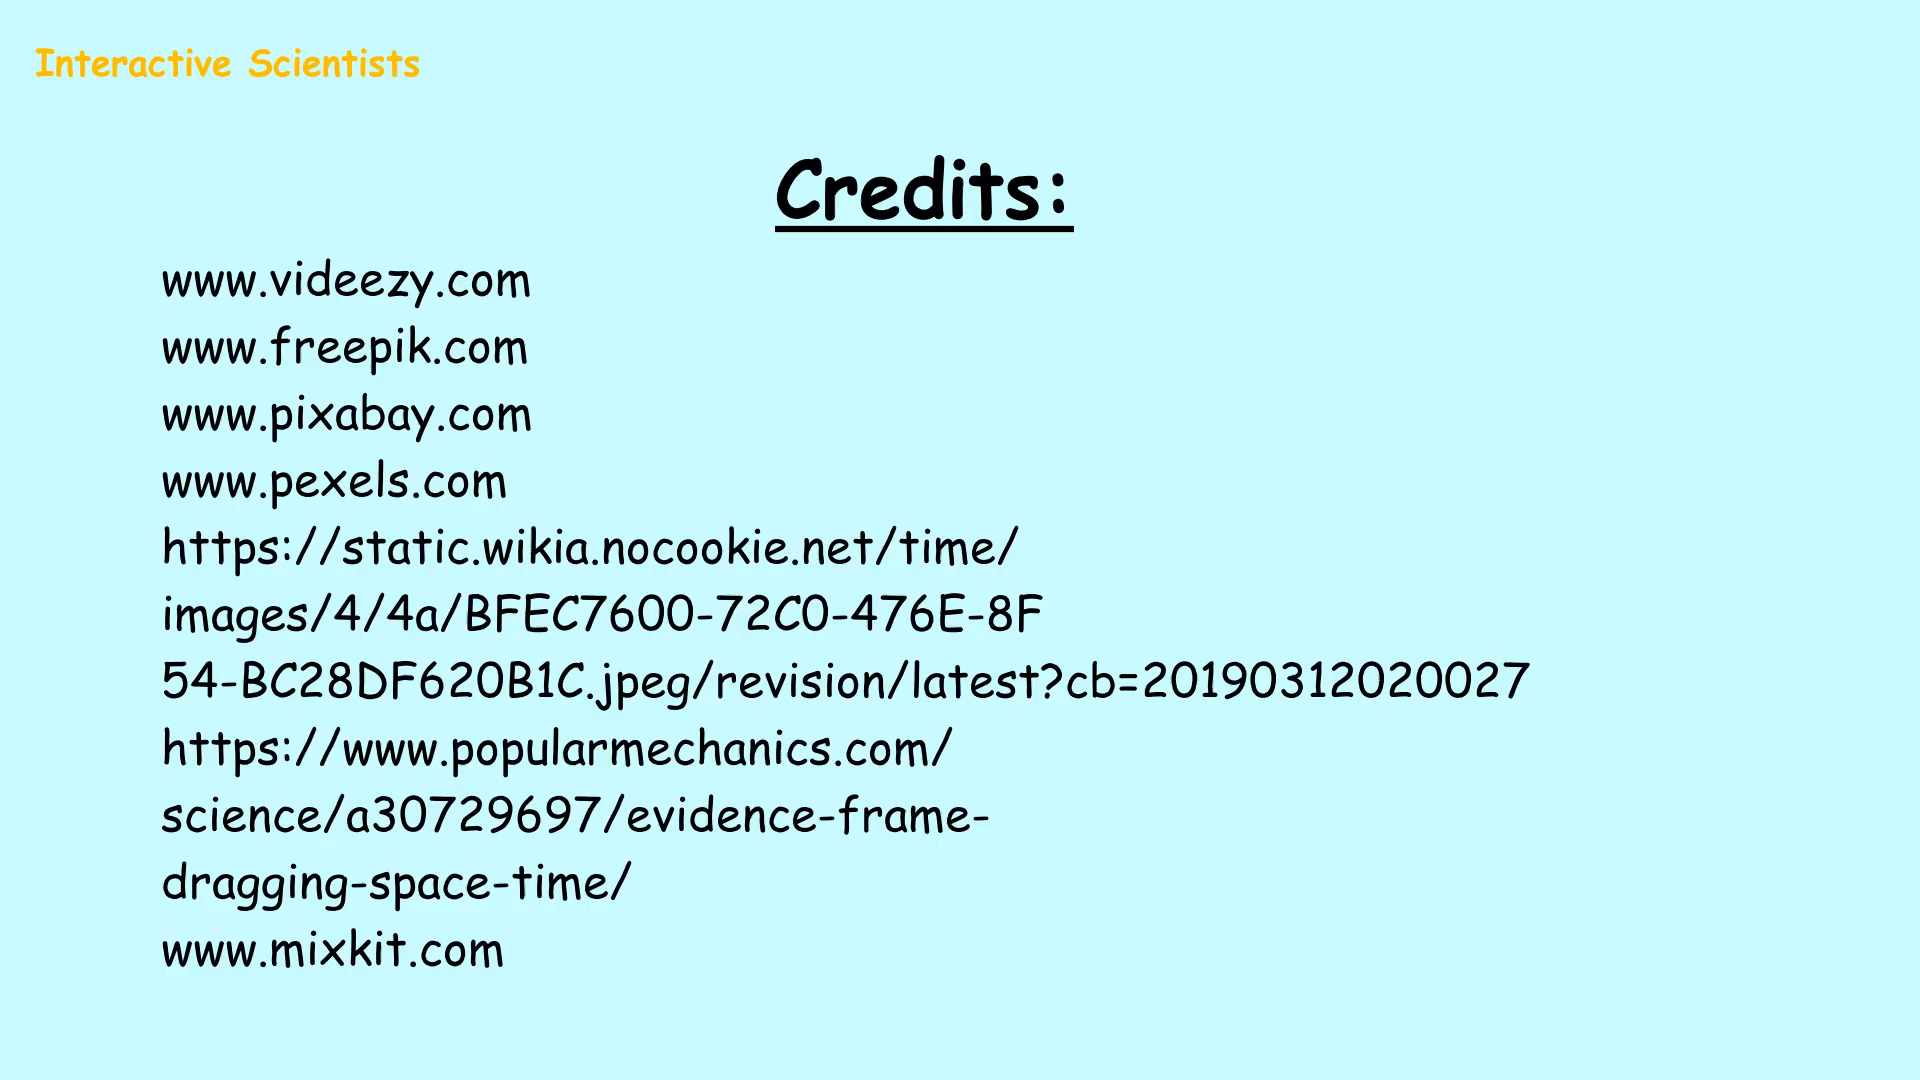 Interactive Scientists
Credits:
www.videezy.com
www.freepik.com
www.pixabay.com
www.pexels.com
https://static.wikia.nocookie.net/time/
images/4/4a/BFEC7600-72C0-476E-8F
54-BC28DF620B1C.jpeg/revision/latest?cb=20190312020027
https://www.popularmechanics.com/
science/a30729697/evidence-frame-
dragging-space-time/
www.mixkit.com